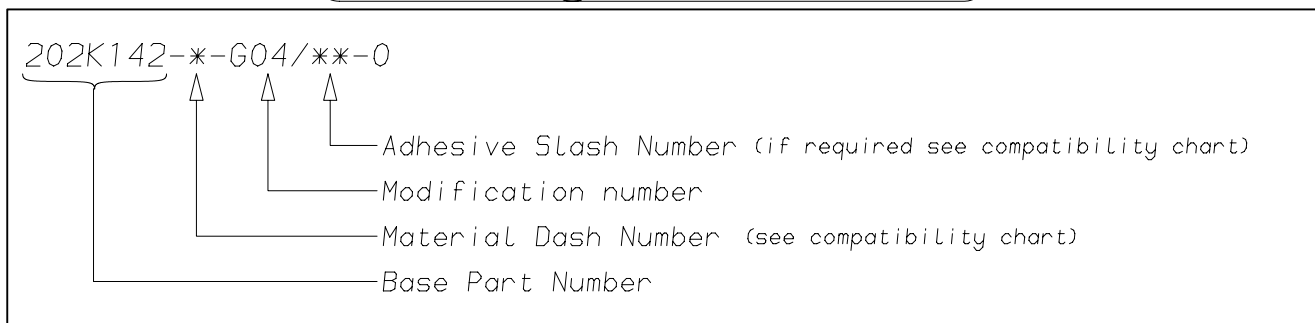 202K142-*-G04/**-0
Adhesive Slash Number (if required see compatibility chart)
Modification number
Material Dash Number (see compatibility chart)
Base Part Number